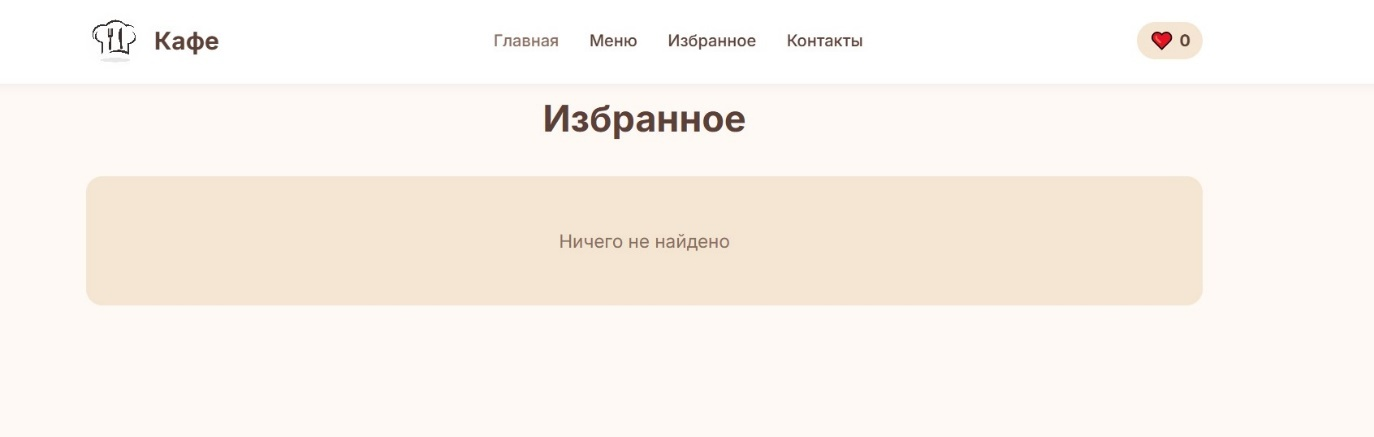 Кафе
Главная Меню Избранное Контакты
0
Избранное
Ничего не найдено